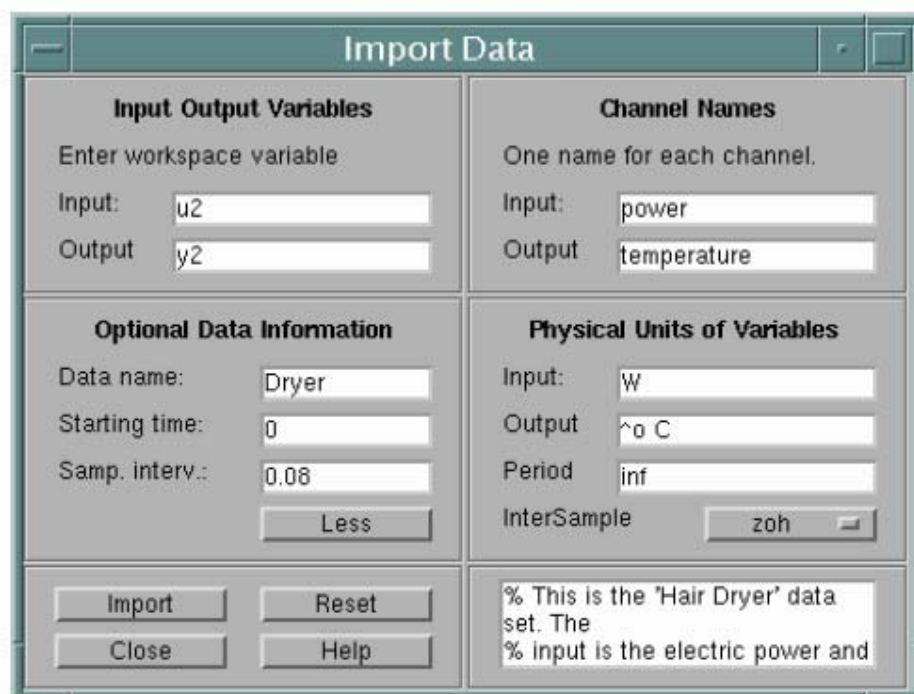 Import Data
Input Output Variables
Enter workspace variable
Input: u2
Output y2
Channel Names
One name for each channel.
Input: power
Output temperature
Optional Data Information
Data name: Dryer
Starting time: 0
Samp. interv.: 0.08
Less
Physical Units of Variables
Input: W
Output ^o C
Period inf
InterSample zoh
Import Reset
Close Help
% This is the 'Hair Dryer' data
set. The
% input is the electric power and